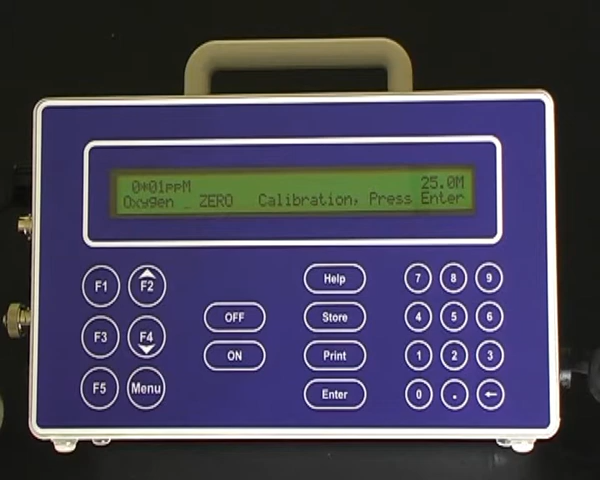 0*01ppM 25.0M
Oxygen _ ZERO Calibration, Press Enter
F1 F2 Help 7 8 9
OFF Store 4 5 6
F3 F4
ON Print 1 2 3
F5 Menu Enter 0 . ←